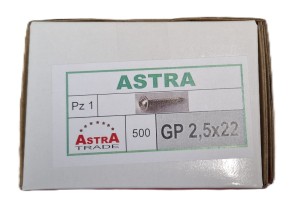 ASTRA
Pz 1
500
GP 2,5x22
ASTRA
TRADE